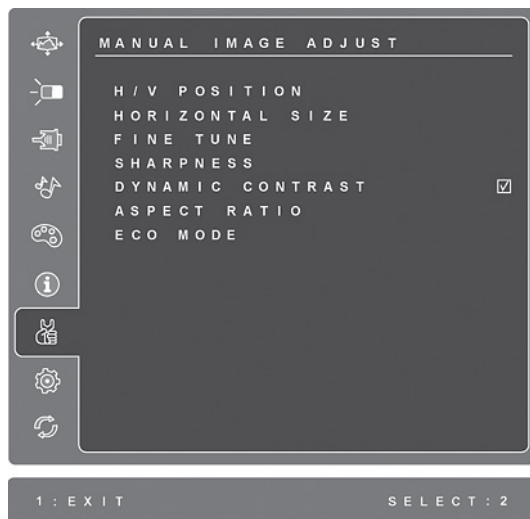 MANUAL IMAGE ADJUST
H/V POSITION
HORIZONTAL SIZE
FINE TUNE
SHARPNESS
DYNAMIC CONTRAST
ASPECT RATIO
ECO MODE
1:EXIT SELECT:2